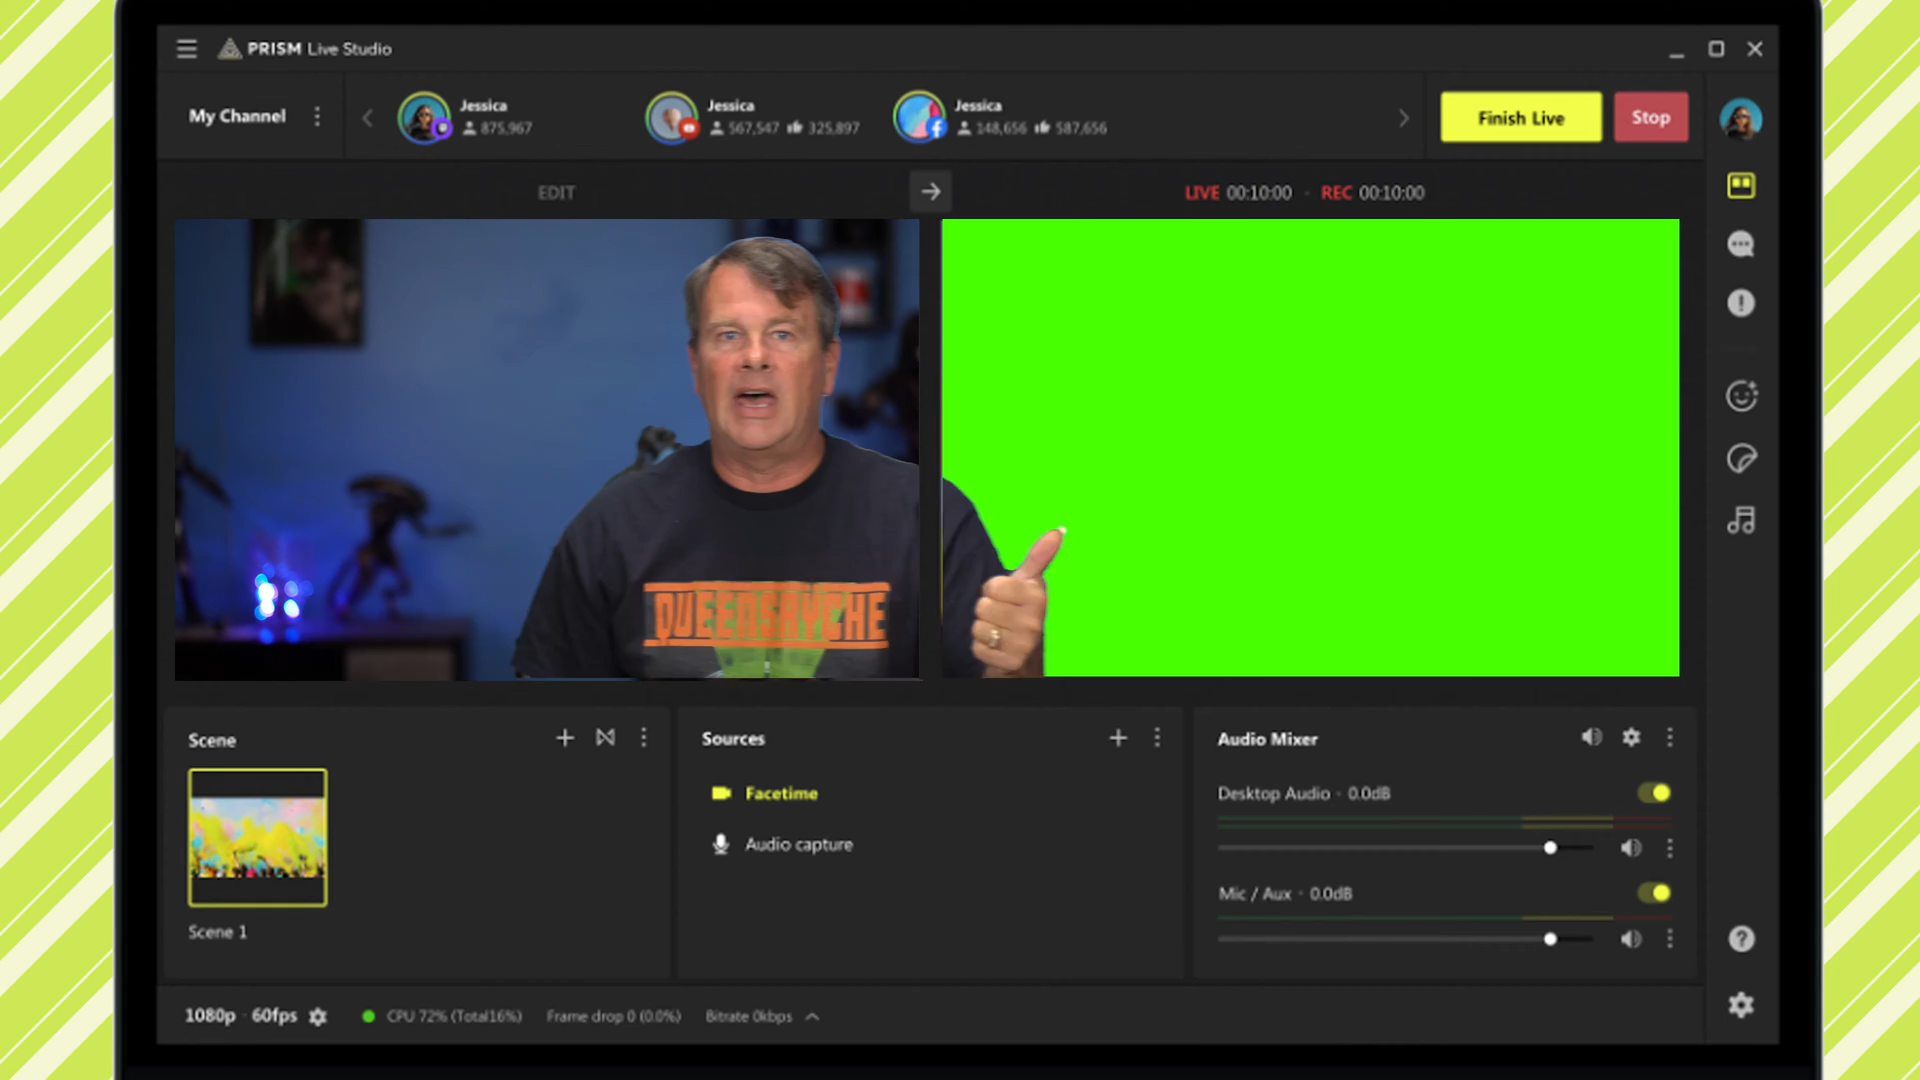 PRISM Live Studio
My Channel
Jessica
875,967
Jessica
567,547 325,897
Jessica
148,656 587,656
Finish Live
Stop
EDIT
LIVE 00:10:00 - REC 00:10:00
QUEENSRYCHE
Scene
Scene 1
Sources
Facetime
Audio capture
Audio Mixer
Desktop Audio · 0.0dB
Mic / Aux · 0.0dB
1080p · 60fps
CPU 72% (Total16%)
Frame drop 0 (0.0%)
Bitrate 0kbps